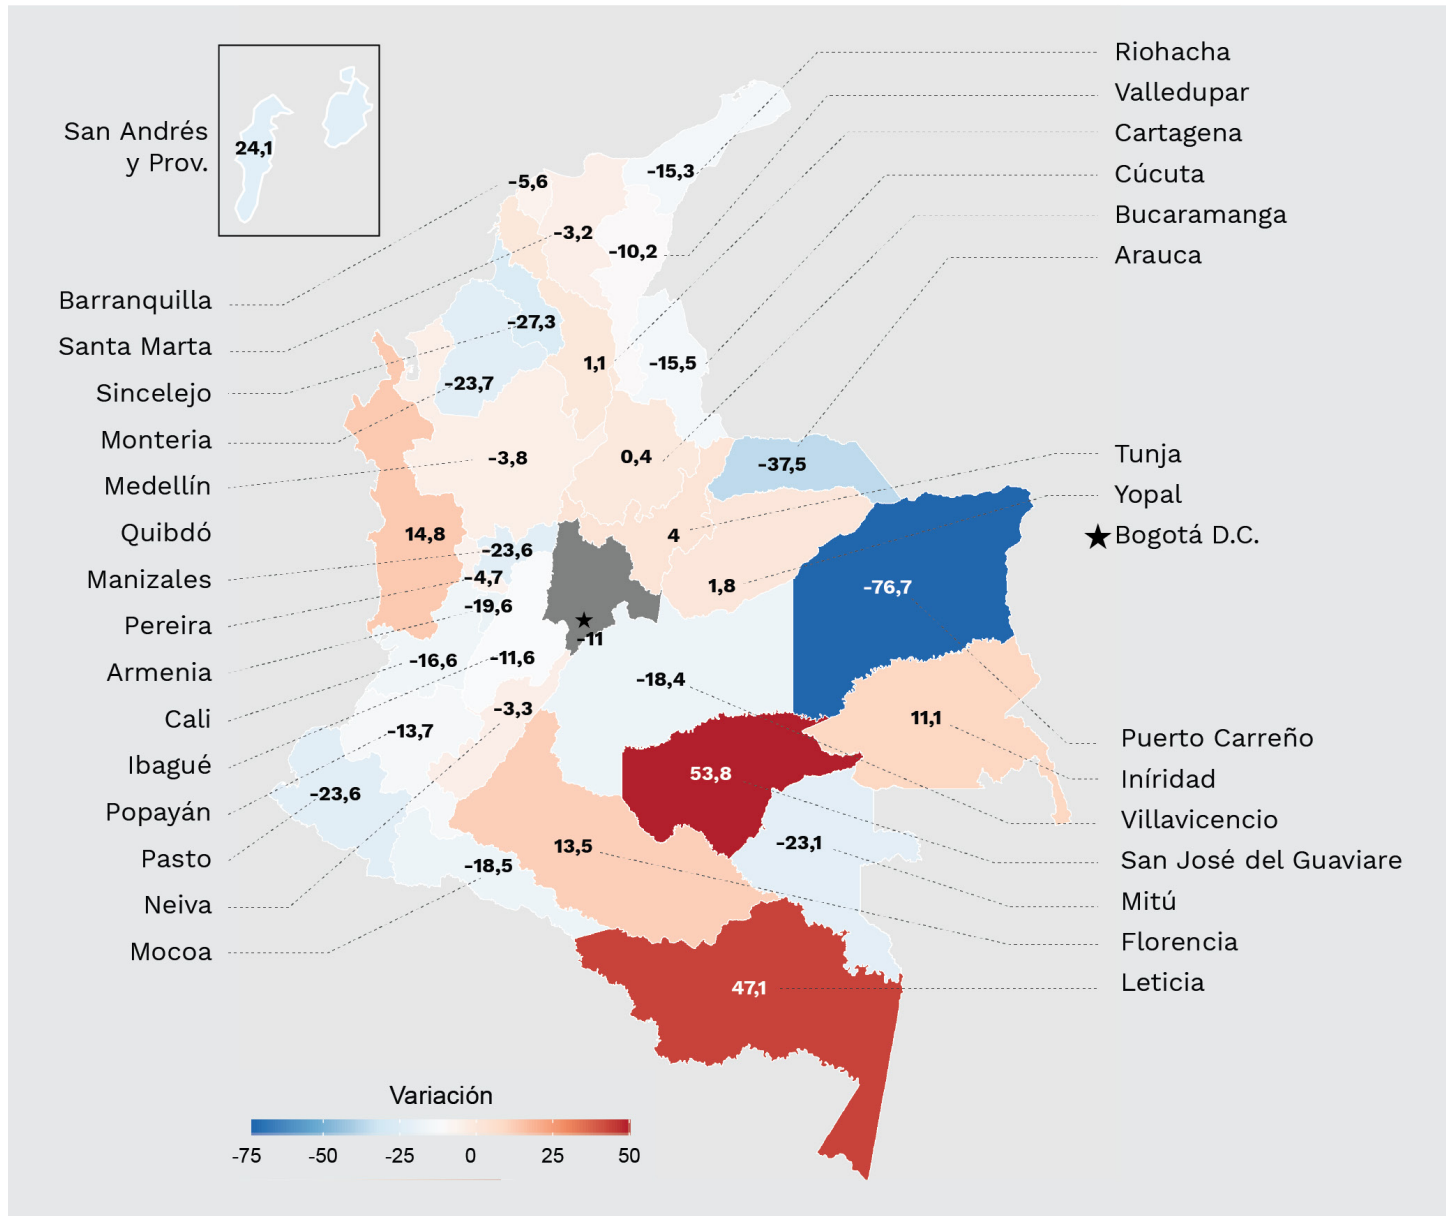 San Andrés
y Prov.
24,1
Riohacha
Valledupar
Cartagena
Cúcuta
Bucaramanga
Arauca
-5,6
-15,3
-3,2
-10,2
Barranquilla
Santa Marta
Sincelejo
Monteria
Medellín
Quibdó
Manizales
Pereira
Armenia
Cali
Ibagué
Popayán
Pasto
Neiva
Mocoa
-27,3
1,1
-15,5
-23,7
-3,8
0,4
-37,5
14,8
4
-23,6
-4,7
1,8
-76,7
-19,6
-11
-16,6
-11,6
-18,4
-3,3
11,1
-13,7
53,8
-23,6
13,5
-23,1
-18,5
47,1
Tunja
Yopal
Bogotá D.C.
Puerto Carreño
Iníridad
Villavicencio
San José del Guaviare
Mitú
Florencia
Leticia
Variación
-75 -50 -25 0 25 50